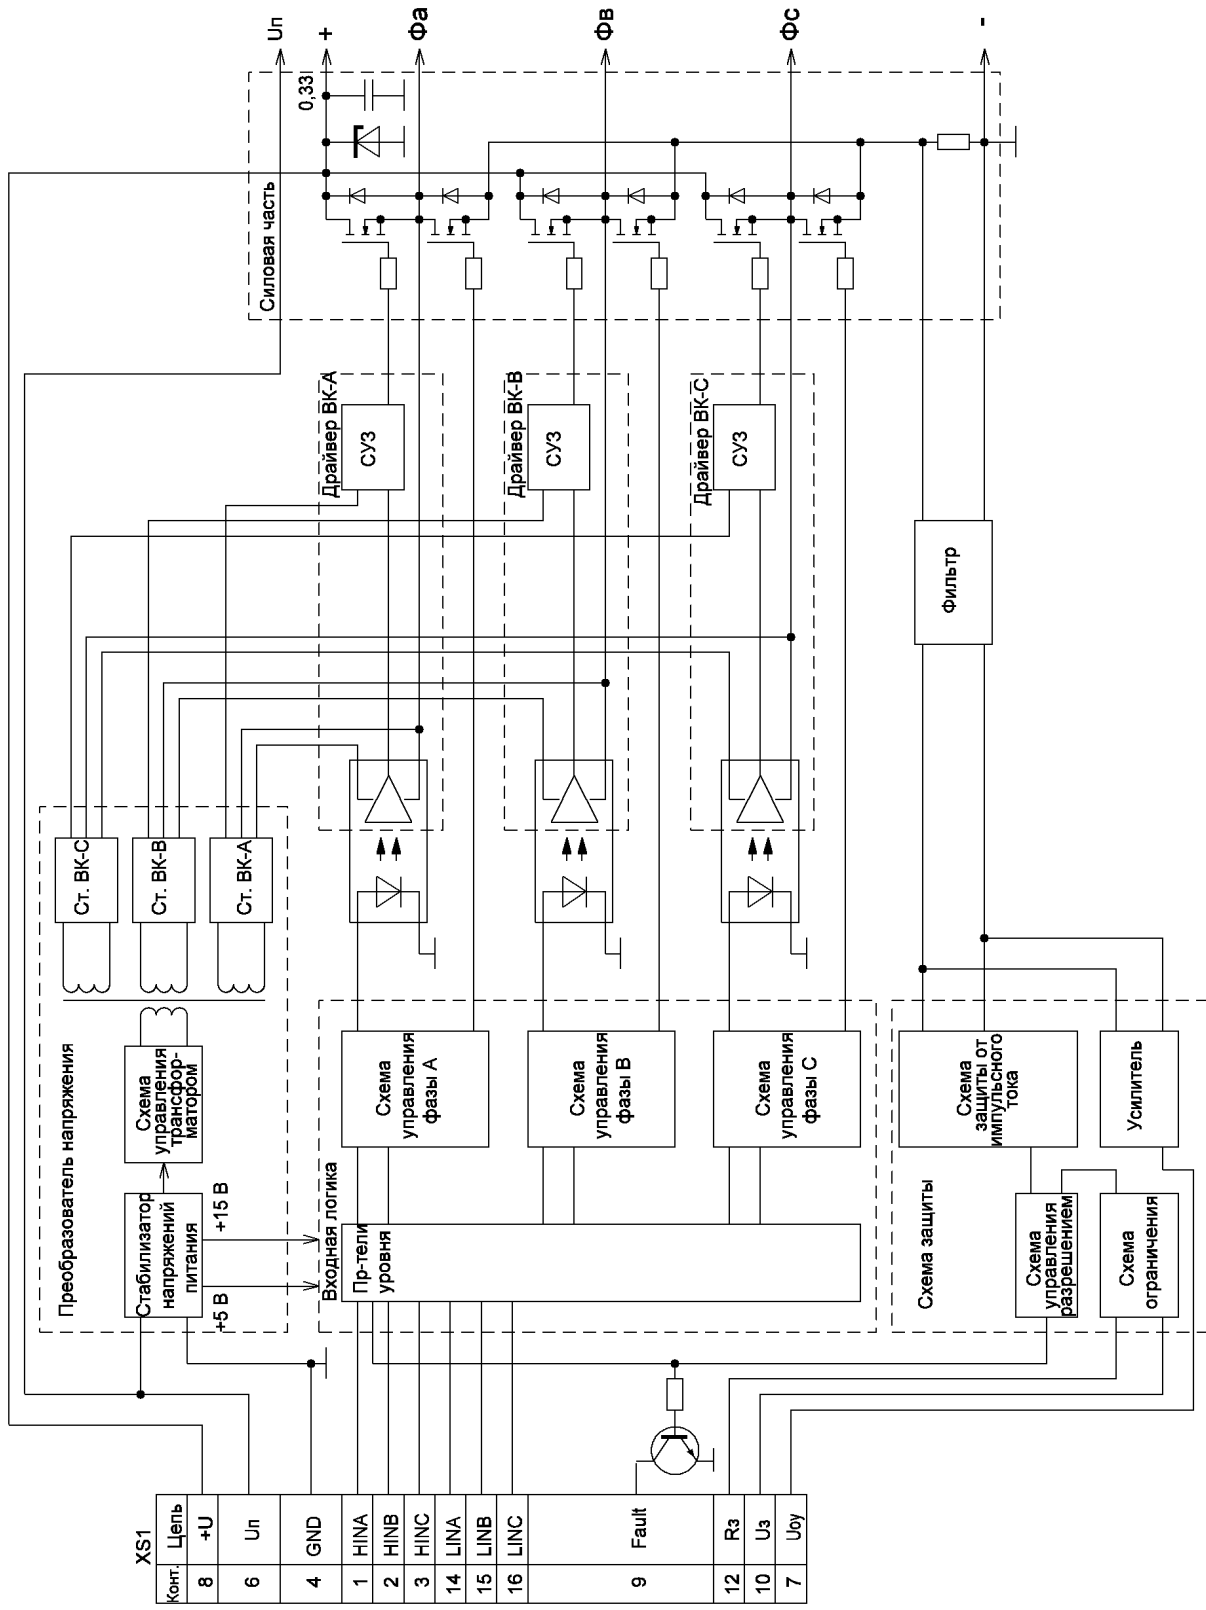 XS1
Конт. Цепь
8 +U
6 Uп
4 GND
1 HINA
2 HINB
3 HINC
14 LINA
15 LINB
16 LINC
9 Fault
12 Rз
10 Uз
7 Uоу
Преобразователь напряжения
Стабилизатор
напряжений
питания
+5 В
+15 В
Схема
управления
трансфор-
матором
Ст. ВК-С
Ст. ВК-В
Ст. ВК-А
Входная логика
Пр-тели
уровня
Схема
управления
фазы А
Схема
управления
фазы В
Схема
управления
фазы С
Схема защиты
Схема
управления
разрешением
Схема
ограничения
Схема
защиты от
импульсного
тока
Усилитель
Фильтр
Драйвер ВК-А
СУЗ
Драйвер ВК-В
СУЗ
Драйвер ВК-С
СУЗ
Силовая часть
0,33
Uп
+
Фа
Фв
Фс
-